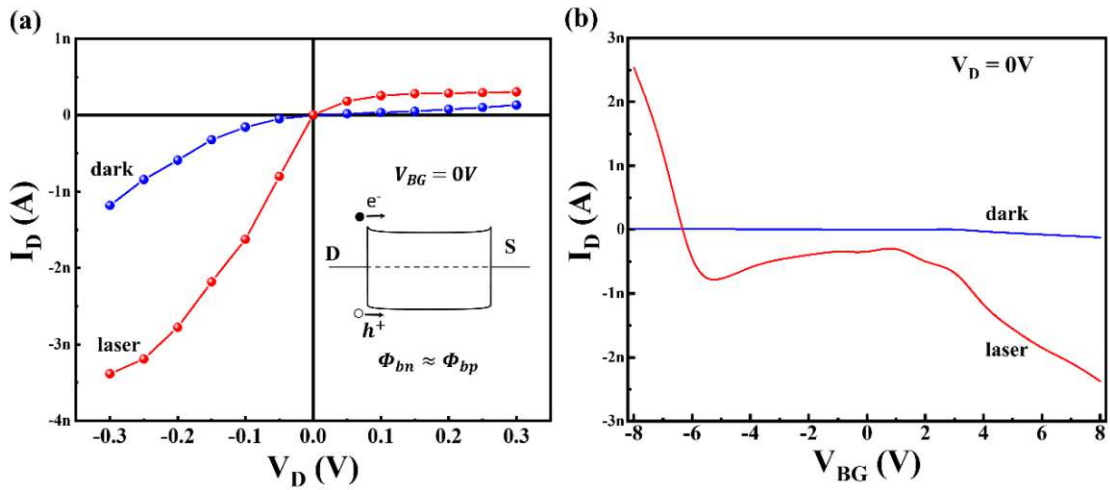 (a)
1n
0
-1n
-2n
-3n
-4n
I_D (A)
dark
laser
V_BG = 0V
e⁻
D
S
h⁺
Φ_bn ≈ Φ_bp
-0.3 -0.2 -0.1 0.0 0.1 0.2 0.3
V_D (V)
(b)
3n
2n
1n
0
-1n
-2n
-3n
I_D (A)
V_D = 0V
dark
laser
-8 -6 -4 -2 0 2 4 6 8
V_BG (V)